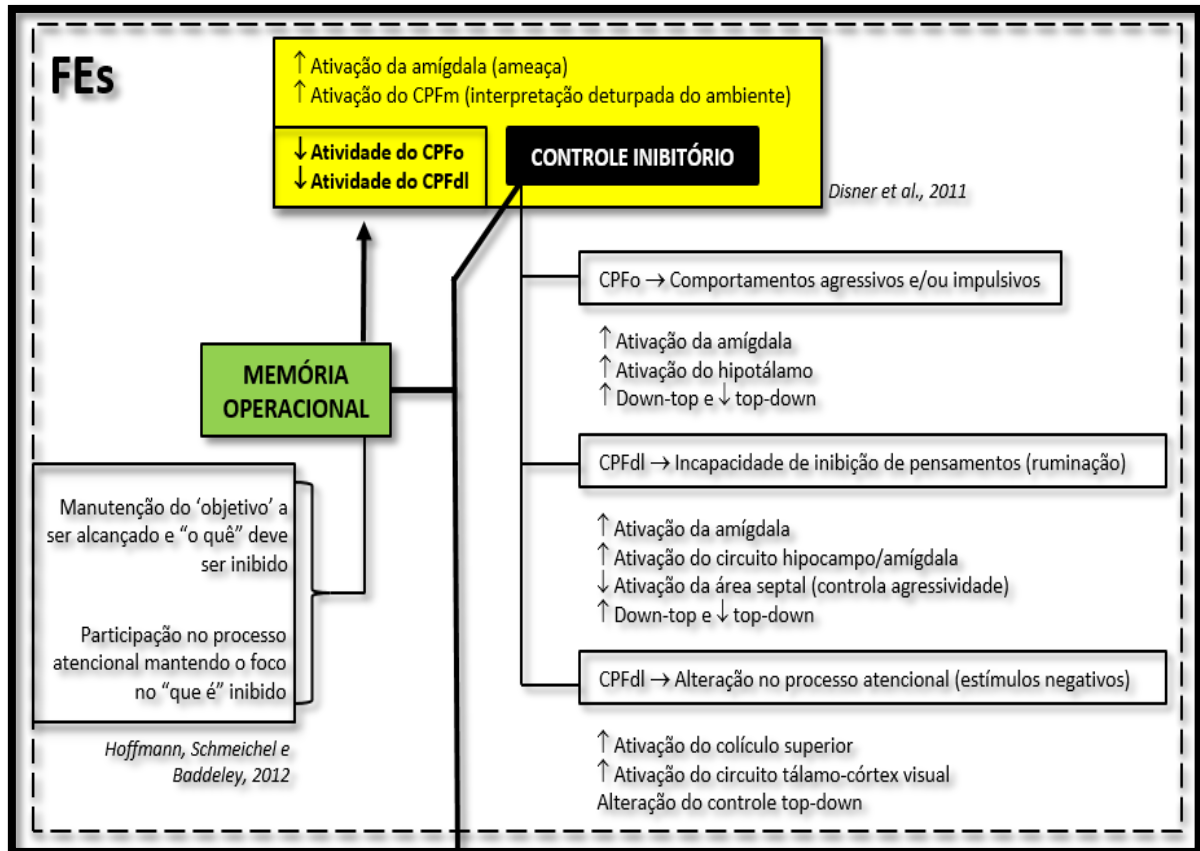 FEs
↑ Ativação da amígdala (ameaça)
↑ Ativação do CPFm (interpretação deturpada do ambiente)
↓ Atividade do CPFo
↓ Atividade do CPFdl
CONTROLE INIBITÓRIO
Disner et al., 2011
CPFo → Comportamentos agressivos e/ou impulsivos
↑ Ativação da amígdala
↑ Ativação do hipotálamo
↑ Down-top e ↓ top-down
MEMÓRIA
OPERACIONAL
CPFdl → Incapacidade de inibição de pensamentos (ruminação)
↑ Ativação da amígdala
↑ Ativação do circuito hipocampo/amígdala
↓ Ativação da área septal (controla agressividade)
↑ Down-top e ↓ top-down
Manutenção do ‘objetivo’ a
ser alcançado e “o quê” deve
ser inibido
Participação no processo
atencional mantendo o foco
no “que é” inibido
Hoffmann, Schmeichel e
Baddeley, 2012
CPFdl → Alteração no processo atencional (estímulos negativos)
↑ Ativação do colículo superior
↑ Ativação do circuito tálamo-córtex visual
Alteração do controle top-down